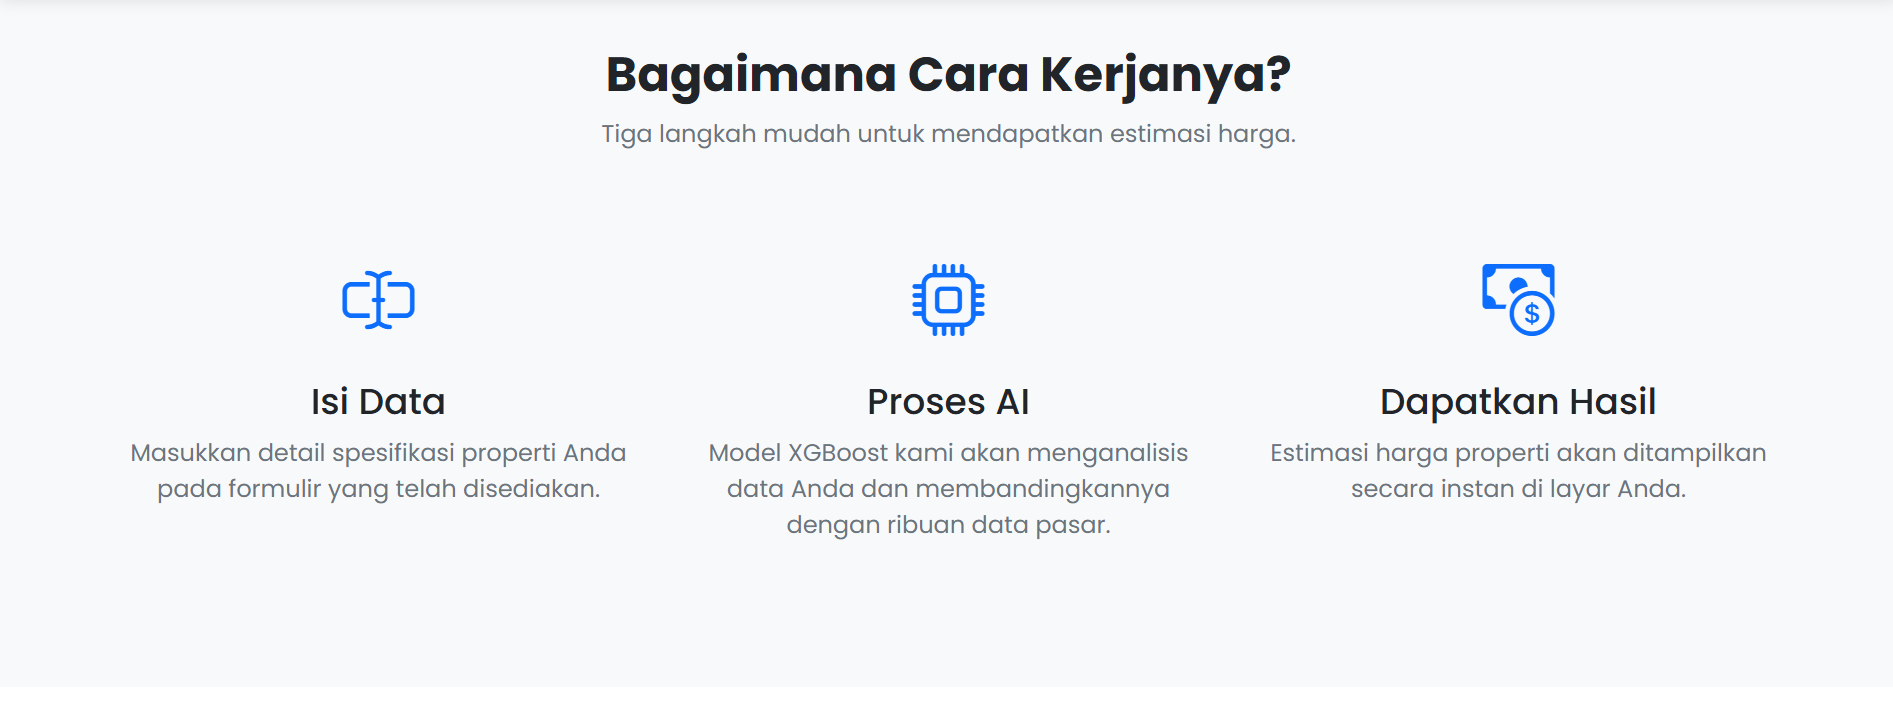 Bagaimana Cara Kerjanya?
Tiga langkah mudah untuk mendapatkan estimasi harga.
Isi Data
Masukkan detail spesifikasi properti Anda
pada formulir yang telah disediakan.
Proses AI
Model XGBoost kami akan menganalisis
data Anda dan membandingkannya
dengan ribuan data pasar.
$
Dapatkan Hasil
Estimasi harga properti akan ditampilkan
secara instan di layar Anda.